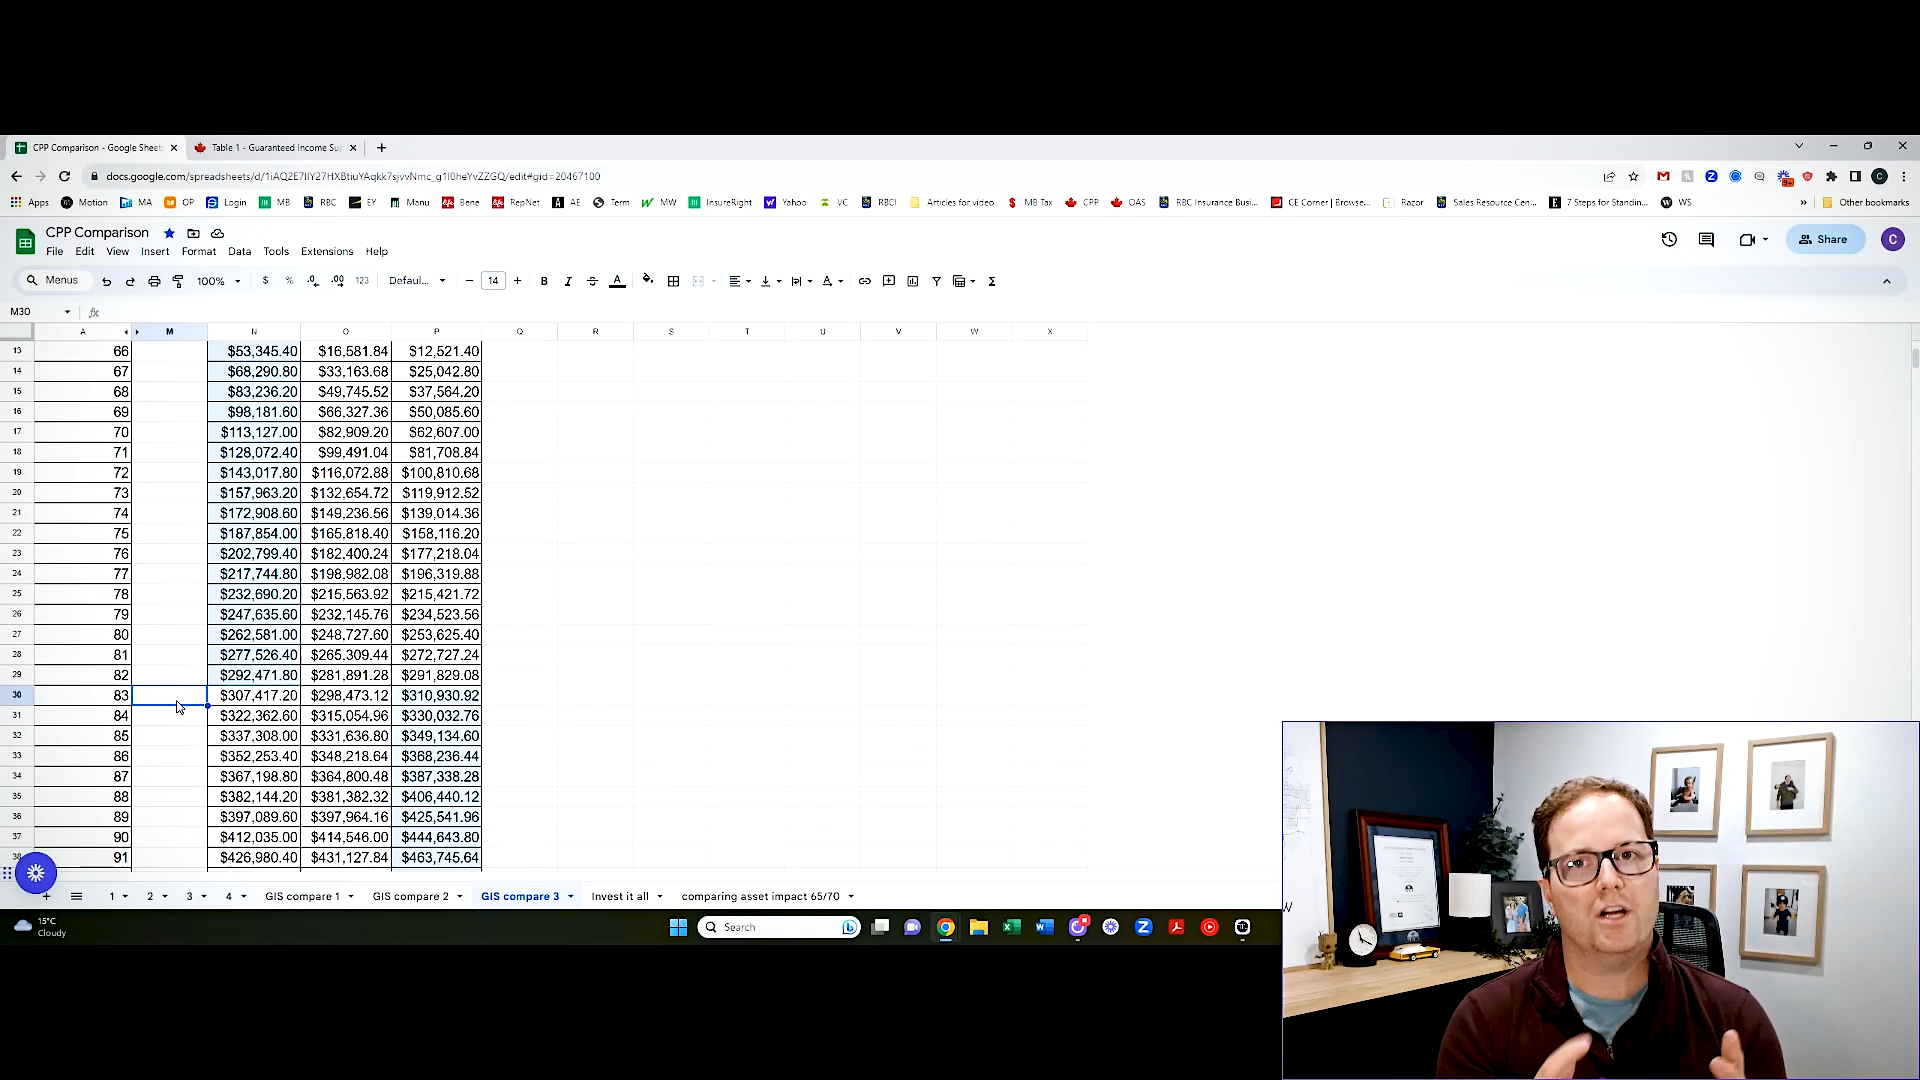 CPP Comparison - Google Sheet
Table 1 - Guaranteed Income Su
docs.google.com/spreadsheets/d/1iAQ2E7IlY27HXBtiuYAqkk7sjvvNmc_g1I0heYvZZGQ/edit#gid=20467100
Apps Motion MA OP Login MB RBC EY Manu Bene RepNet AE Term MW InsureRight Yahoo VC RBCI Articles for video MB Tax CPP OAS RBC Insurance Busi... CE Corner | Browse... Razor Sales Resource Cen... 7 Steps for Standin... WS » Other bookmarks
CPP Comparison
File Edit View Insert Format Data Tools Extensions Help
Share
C
Menus 100% $ % .0 .00 123 Defaul... 14 B I A Σ
M30 fx
A M N O P Q R S T U V W X
13 66 $53,345.40 $16,581.84 $12,521.40
14 67 $68,290.80 $33,163.68 $25,042.80
15 68 $83,236.20 $49,745.52 $37,564.20
16 69 $98,181.60 $66,327.36 $50,085.60
17 70 $113,127.00 $82,909.20 $62,607.00
18 71 $128,072.40 $99,491.04 $81,708.84
19 72 $143,017.80 $116,072.88 $100,810.68
20 73 $157,963.20 $132,654.72 $119,912.52
21 74 $172,908.60 $149,236.56 $139,014.36
22 75 $187,854.00 $165,818.40 $158,116.20
23 76 $202,799.40 $182,400.24 $177,218.04
24 77 $217,744.80 $198,982.08 $196,319.88
25 78 $232,690.20 $215,563.92 $215,421.72
26 79 $247,635.60 $232,145.76 $234,523.56
27 80 $262,581.00 $248,727.60 $253,625.40
28 81 $277,526.40 $265,309.44 $272,727.24
29 82 $292,471.80 $281,891.28 $291,829.08
30 83 $307,417.20 $298,473.12 $310,930.92
31 84 $322,362.60 $315,054.96 $330,032.76
32 85 $337,308.00 $331,636.80 $349,134.60
33 86 $352,253.40 $348,218.64 $368,236.44
34 87 $367,198.80 $364,800.48 $387,338.28
35 88 $382,144.20 $381,382.32 $406,440.12
36 89 $397,089.60 $397,964.16 $425,541.96
37 90 $412,035.00 $414,546.00 $444,643.80
38 91 $426,980.40 $431,127.84 $463,745.64
1 2 3 4 GIS compare 1 GIS compare 2 GIS compare 3 Invest it all comparing asset impact 65/70
15°C
Cloudy
Search